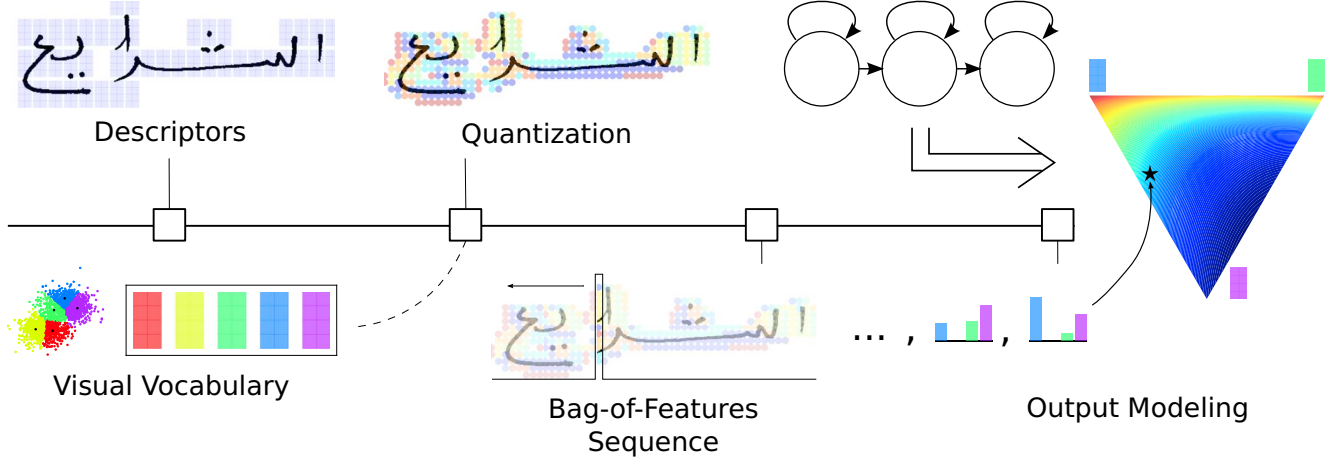 الشرايع
الشرايع
Descriptors
Quantization
الشرايع
... , ,
Visual Vocabulary
Bag-of-Features
Sequence
Output Modeling